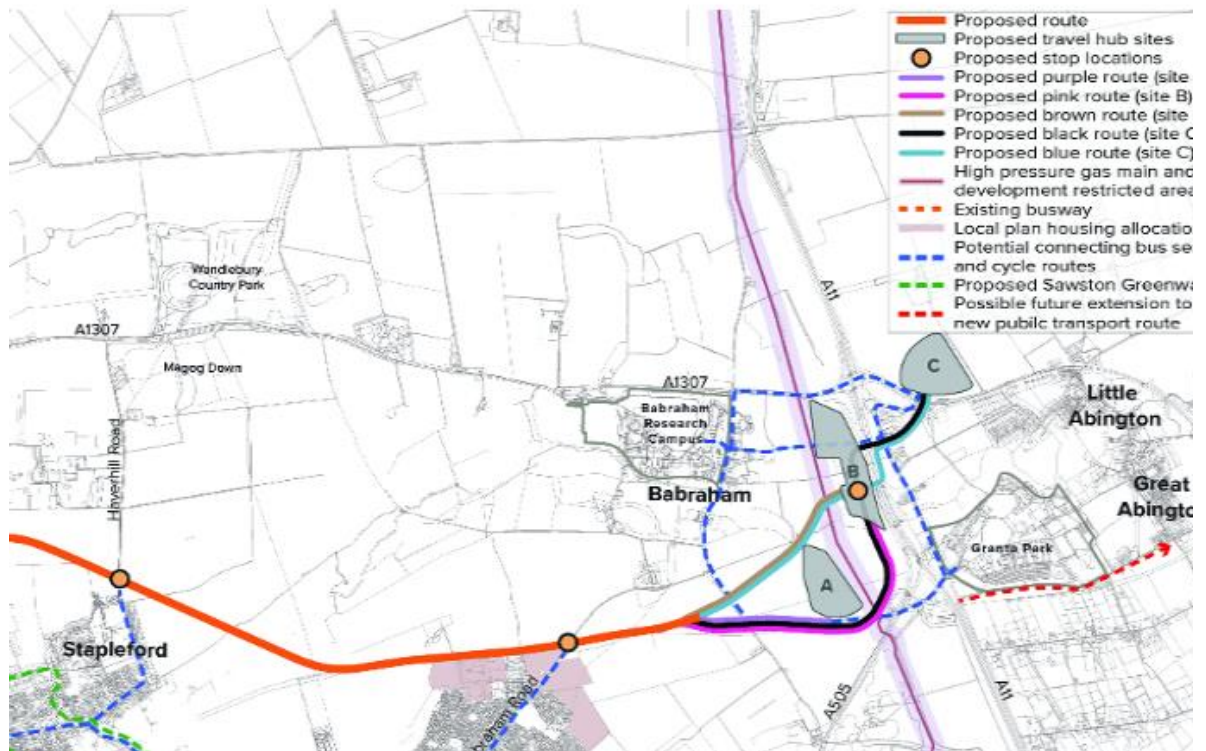 Proposed route
Proposed travel hub sites
Proposed stop locations
Proposed purple route (site
Proposed pink route (site B)
Proposed brown route (site
Proposed black route (site C
Proposed blue route (site C)
High pressure gas main and
development restricted area
Existing busway
Local plan housing allocatio
Potential connecting bus se
and cycle routes
Proposed Sawston Greenwa
Possible future extension to
new pubilc transport route
A11
Wandlebury
Country Park
A1307
Magog Down
A1307
C
Little
Abington
Babraham
Research
Campus
Haverhill Road
B
Babraham
Great
Abingto
Granta Park
A
Stapleford
A11
A505
abraham Road